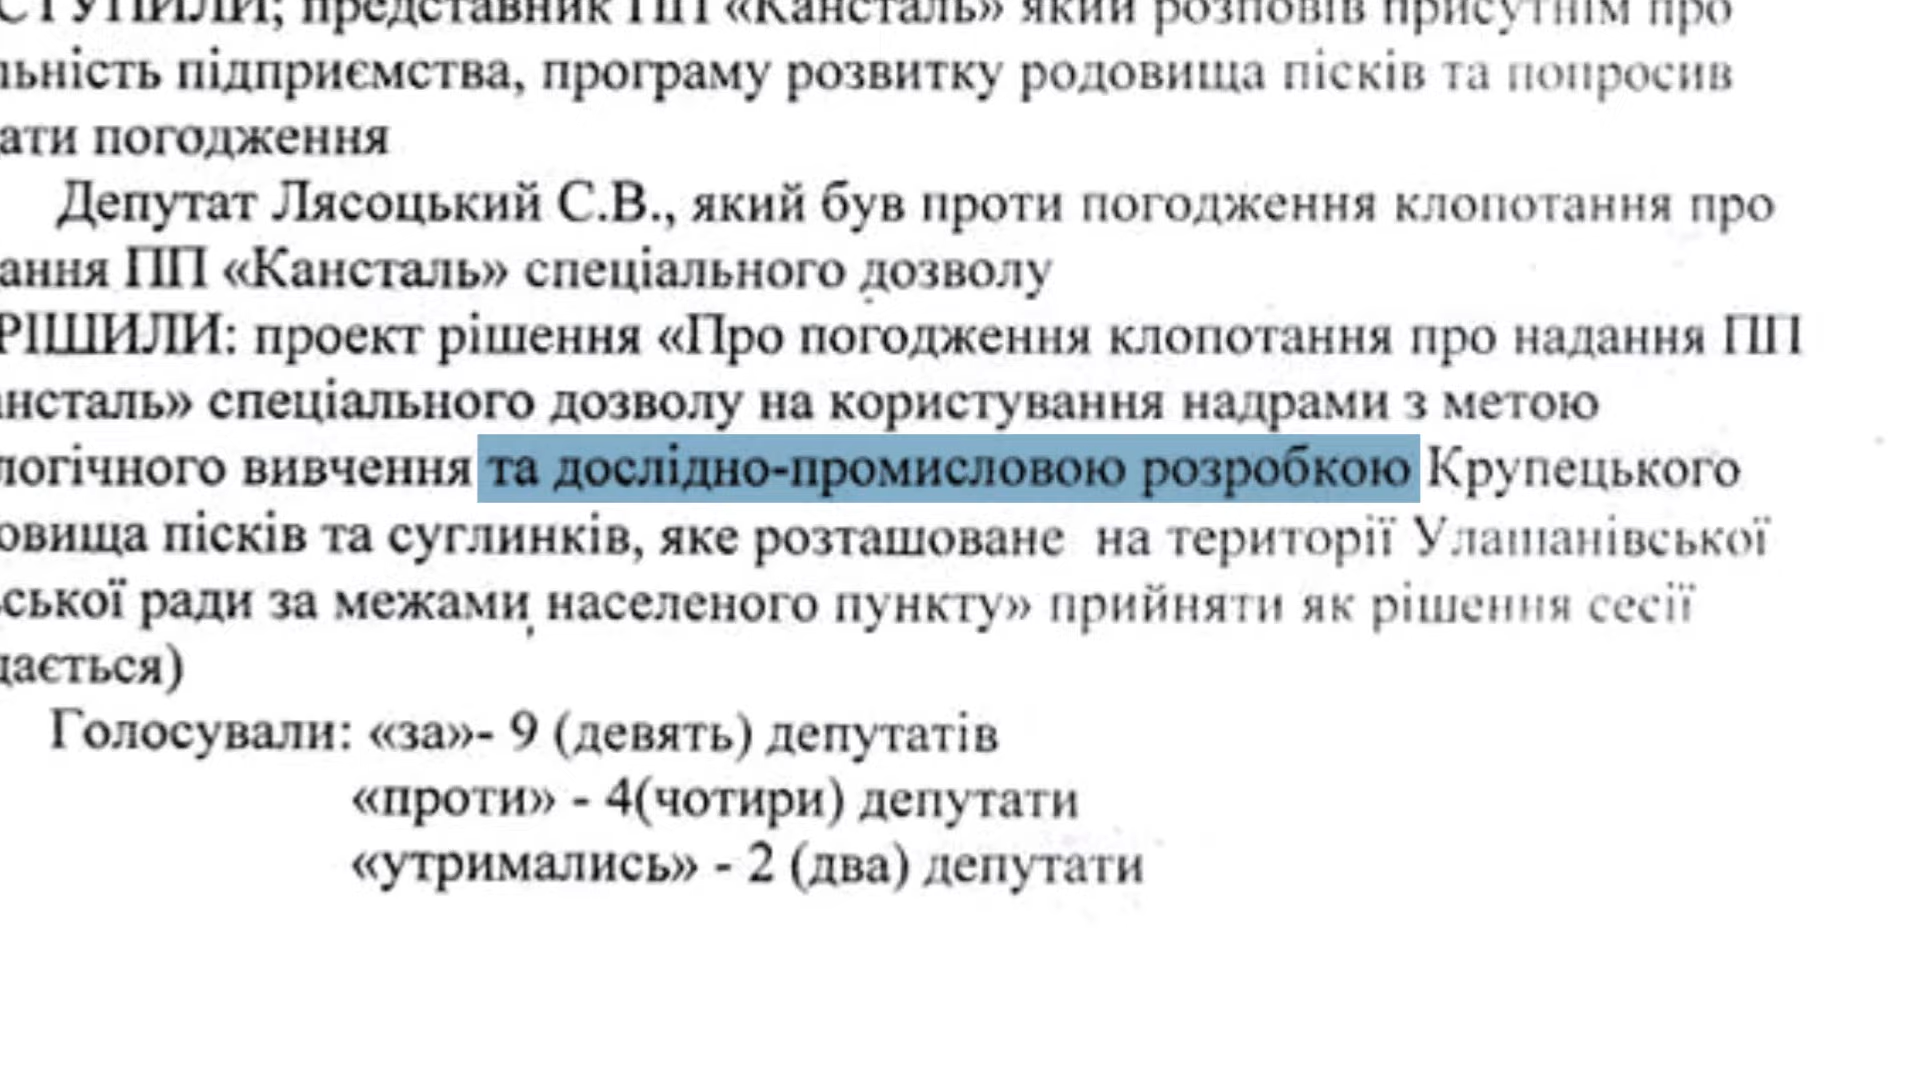 СТУПИЛИ; представник ПП «Кансталь» який розповів присутнім про
льність підприємства, програму розвитку родовища пісків та попросив
ати погодження
Депутат Лясоцький С.В., який був проти погодження клопотання про
ання ПП «Кансталь» спеціального дозволу
РІШИЛИ: проект рішення «Про погодження клопотання про надання ПП
нсталь» спеціального дозволу на користування надрами з метою
логічного вивчення та дослідно-промисловою розробкою Крупецького
овища пісків та суглинків, яке розташоване на території Улашанівської
ської ради за межами населеного пункту» прийняти як рішення сесії
дається)
Голосували: «за»- 9 (девять) депутатів
«проти» - 4(чотири) депутати
«утримались» - 2 (два) депутати